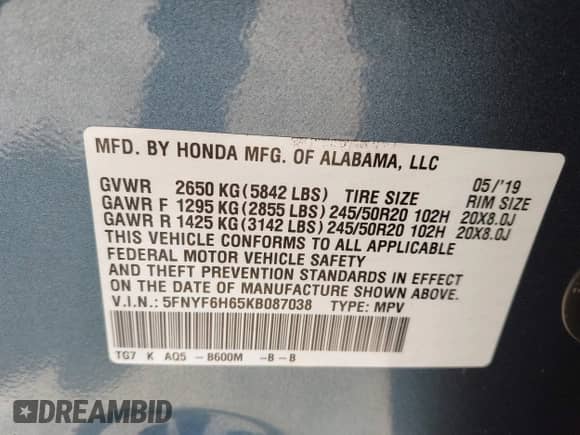 MFD. BY HONDA MFG. OF ALABAMA, LLC
05/'19
GVWR 2650 KG(5842 LBS) TIRE SIZE RIM SIZE
GAWR F 1295 KG(2855 LBS) 245/50R20 102H 20X8.0J
GAWR R 1425 KG(3142 LBS) 245/50R20 102H 20X8.0J
THIS VEHICLE CONFORMS TO ALL APPLICABLE
FEDERAL MOTOR VEHICLE SAFETY
AND THEFT PREVENTION STANDARDS IN EFFECT
ON THE DATE OF MANUFACTURE SHOWN ABOVE.
V.I.N.: 5FNYF6H65KB087038 TYPE: MPV
TG7 K AQ5 - B600M -B-B
DREAMBID